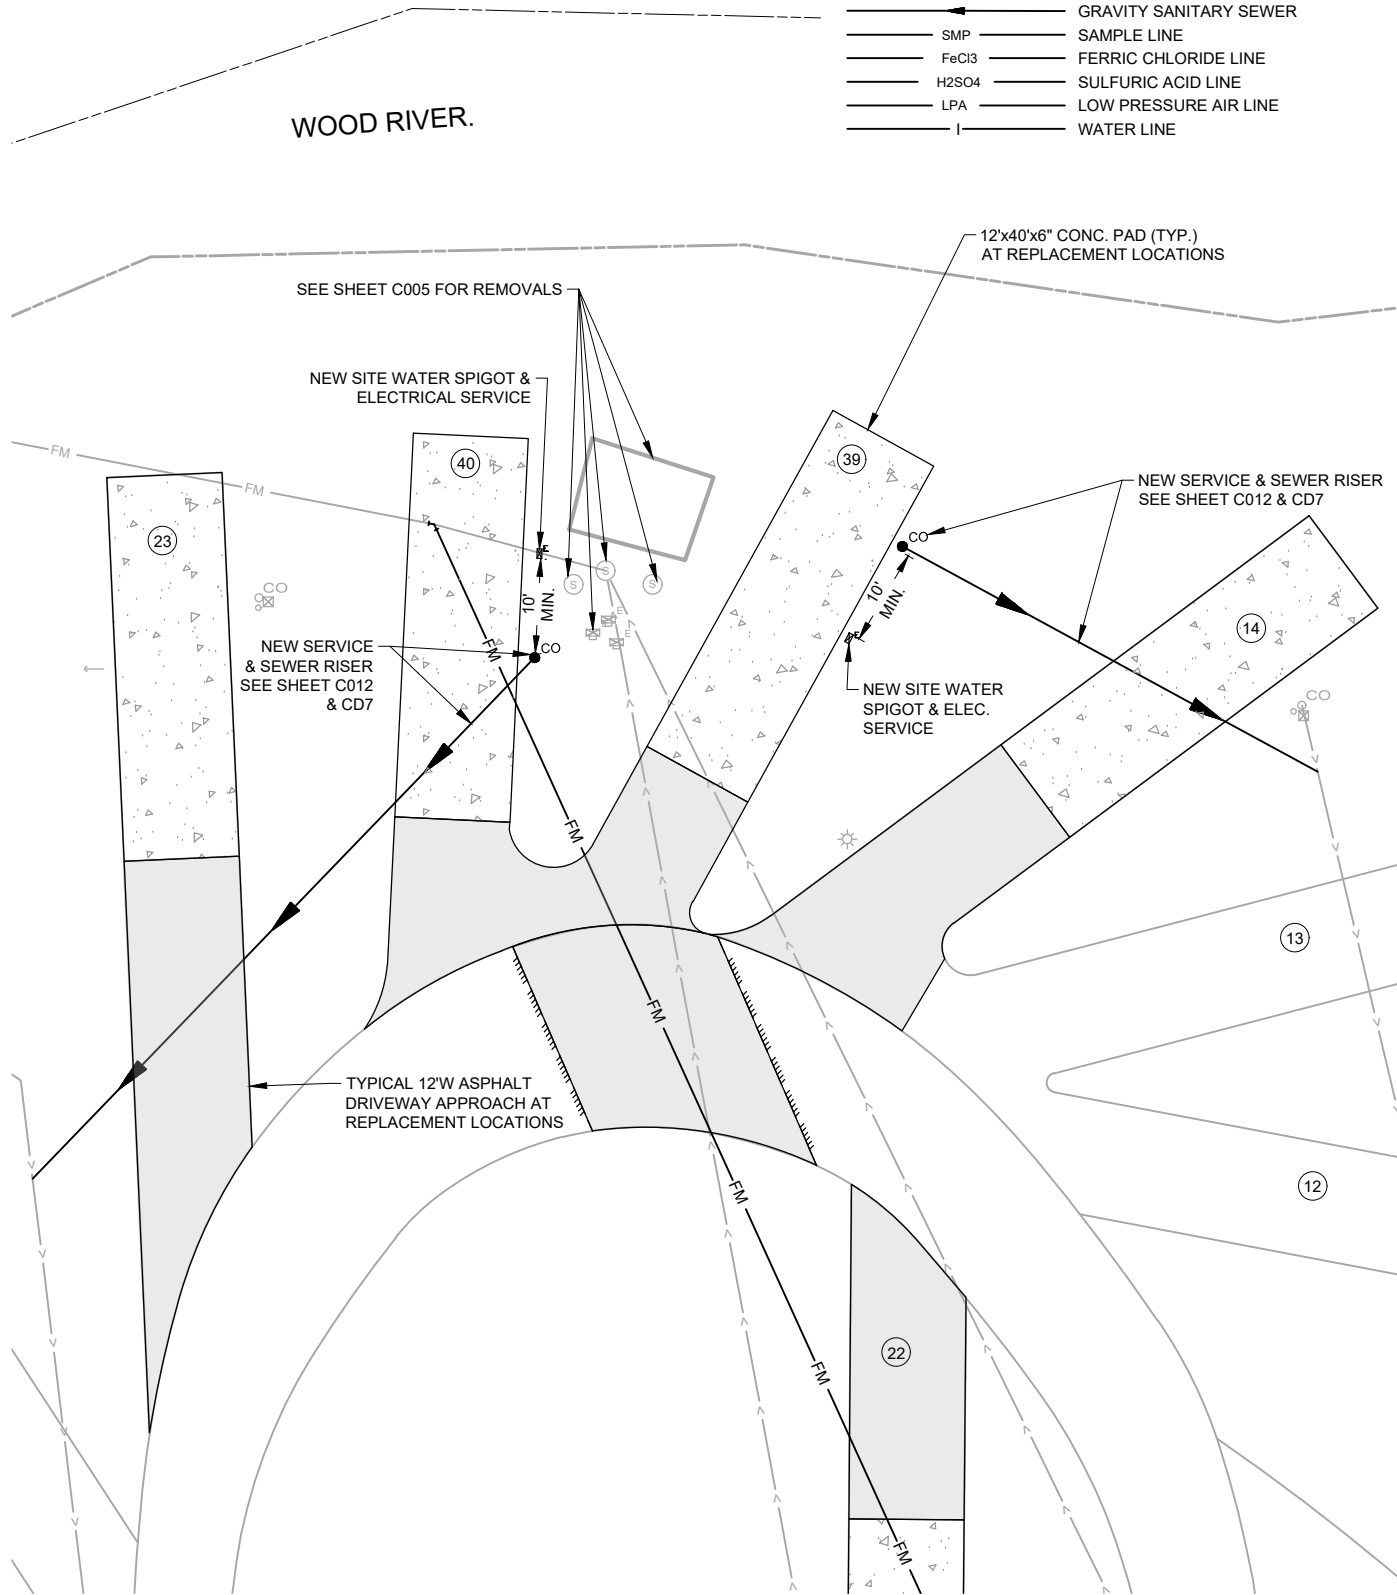 GRAVITY SANITARY SEWER
SMP SAMPLE LINE
FeCl3 FERRIC CHLORIDE LINE
H2SO4 SULFURIC ACID LINE
LPA LOW PRESSURE AIR LINE
I WATER LINE
WOOD RIVER.
12'x40'x6" CONC. PAD (TYP.)
AT REPLACEMENT LOCATIONS
SEE SHEET C005 FOR REMOVALS
NEW SITE WATER SPIGOT &
ELECTRICAL SERVICE
FM
FM
40
39
NEW SERVICE & SEWER RISER
SEE SHEET C012 & CD7
23
CO
E
S
S
S
CO
10'
MIN.
10'
MIN.
E
E
E
14
NEW SERVICE
& SEWER RISER
SEE SHEET C012
& CD7
CO
FM
NEW SITE WATER
SPIGOT & ELEC.
SERVICE
CO
FM
13
FM
TYPICAL 12'W ASPHALT
DRIVEWAY APPROACH AT
REPLACEMENT LOCATIONS
12
FM
22
FM
FM